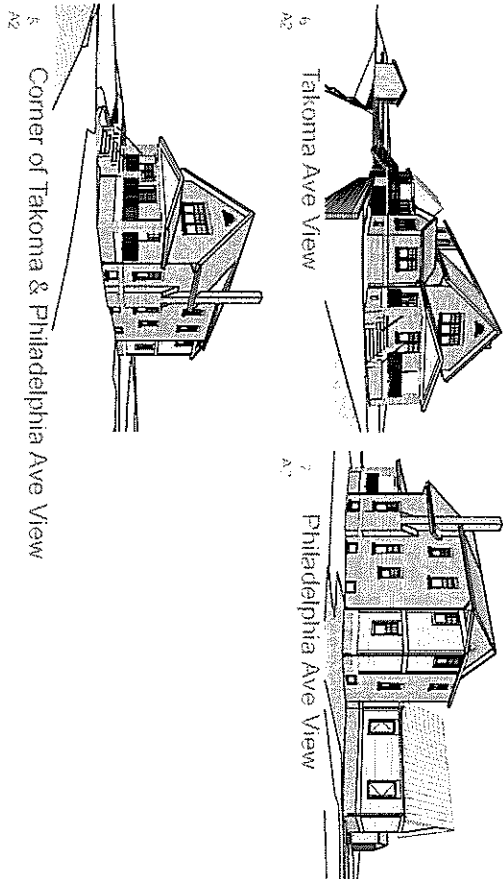 6
A2
Takoma Ave View
7
A2
Philadelphia Ave View
5
A2
Corner of Takoma & Philadelphia Ave View